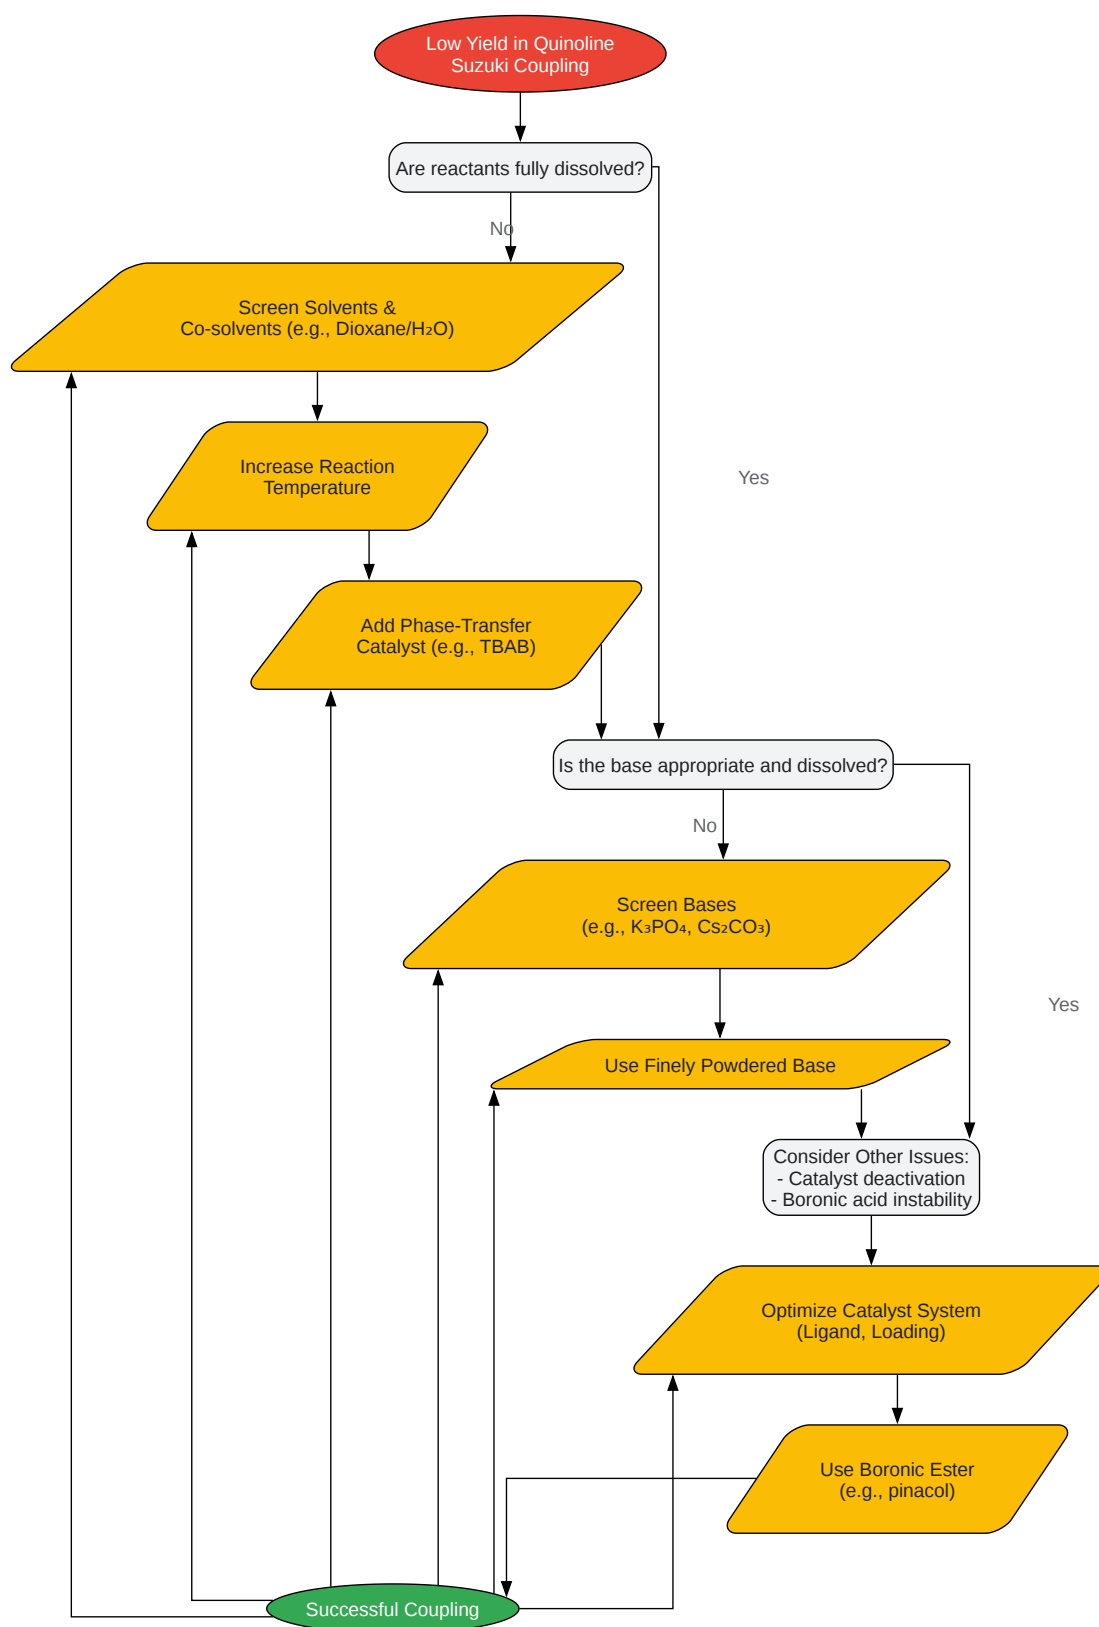 Low Yield in Quinoline
Suzuki Coupling
Are reactants fully dissolved?
No
Screen Solvents &
Co-solvents (e.g., Dioxane/H₂O)
Increase Reaction
Temperature
Yes
Add Phase-Transfer
Catalyst (e.g., TBAB)
Is the base appropriate and dissolved?
No
Screen Bases
(e.g., K₃PO₄, Cs₂CO₃)
Yes
Use Finely Powdered Base
Consider Other Issues:
- Catalyst deactivation
- Boronic acid instability
Optimize Catalyst System
(Ligand, Loading)
Use Boronic Ester
(e.g., pinacol)
Successful Coupling